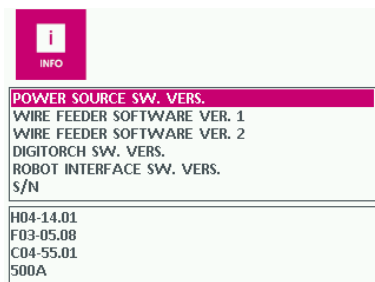 i
INFO
POWER SOURCE SW. VERS.
WIRE FEEDER SOFTWARE VER. 1
WIRE FEEDER SOFTWARE VER. 2
DIGITORCH SW. VERS.
ROBOT INTERFACE SW. VERS.
S/N
H04-14.01
F03-05.08
C04-55.01
500A